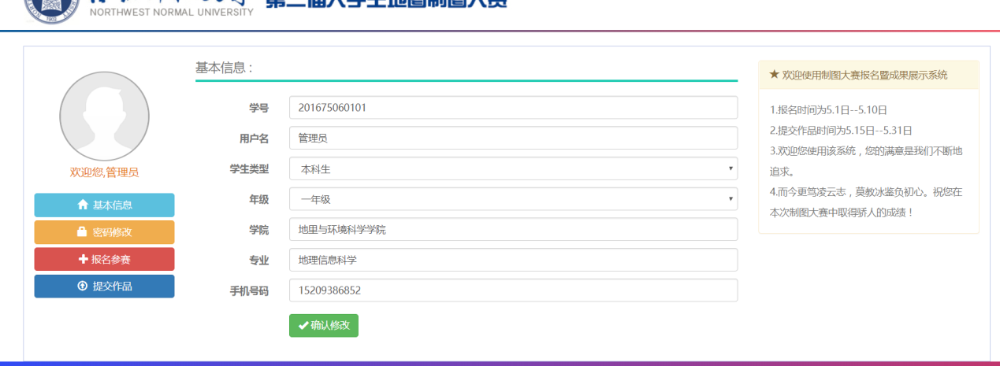 NORTHWEST NORMAL UNIVERSITY
第二届大学生地图制图大赛
欢迎您,管理员
基本信息
密码修改
报名参赛
提交作品
基本信息：
学号 201675060101
用户名 管理员
学生类型 本科生
年级 一年级
学院 地里与环境科学学院
专业 地理信息科学
手机号码 15209386852
确认修改
★ 欢迎使用制图大赛报名暨成果展示系统
1.报名时间为5.1日--5.10日
2.提交作品时间为5.15日--5.31日
3.欢迎您使用该系统，您的满意是我们不断地
追求。
4.而今更笃凌云志，莫教冰鉴负初心。祝您在
本次制图大赛中取得骄人的成绩！